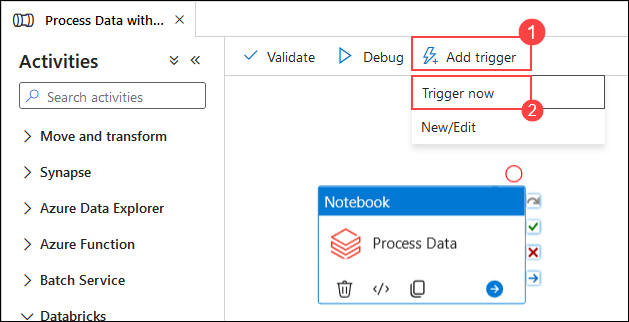 Process Data with...
Activities
Search activities
Move and transform
Synapse
Azure Data Explorer
Azure Function
Batch Service
Databricks
Validate
Debug
Add trigger
1
Trigger now
2
New/Edit
Notebook
Process Data